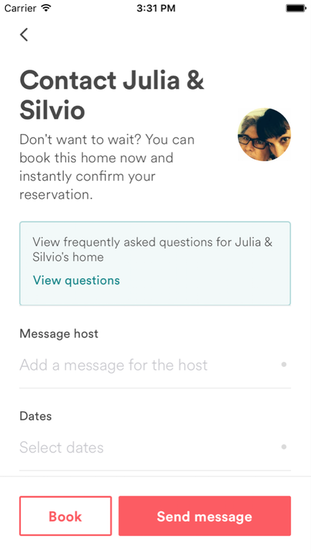 Carrier 3:31 PM
Contact Julia &
Silvio
Don't want to wait? You can
book this home now and
instantly confirm your
reservation.
View frequently asked questions for Julia &
Silvio's home
View questions
Message host
Add a message for the host
Dates
Select dates
Book Send message